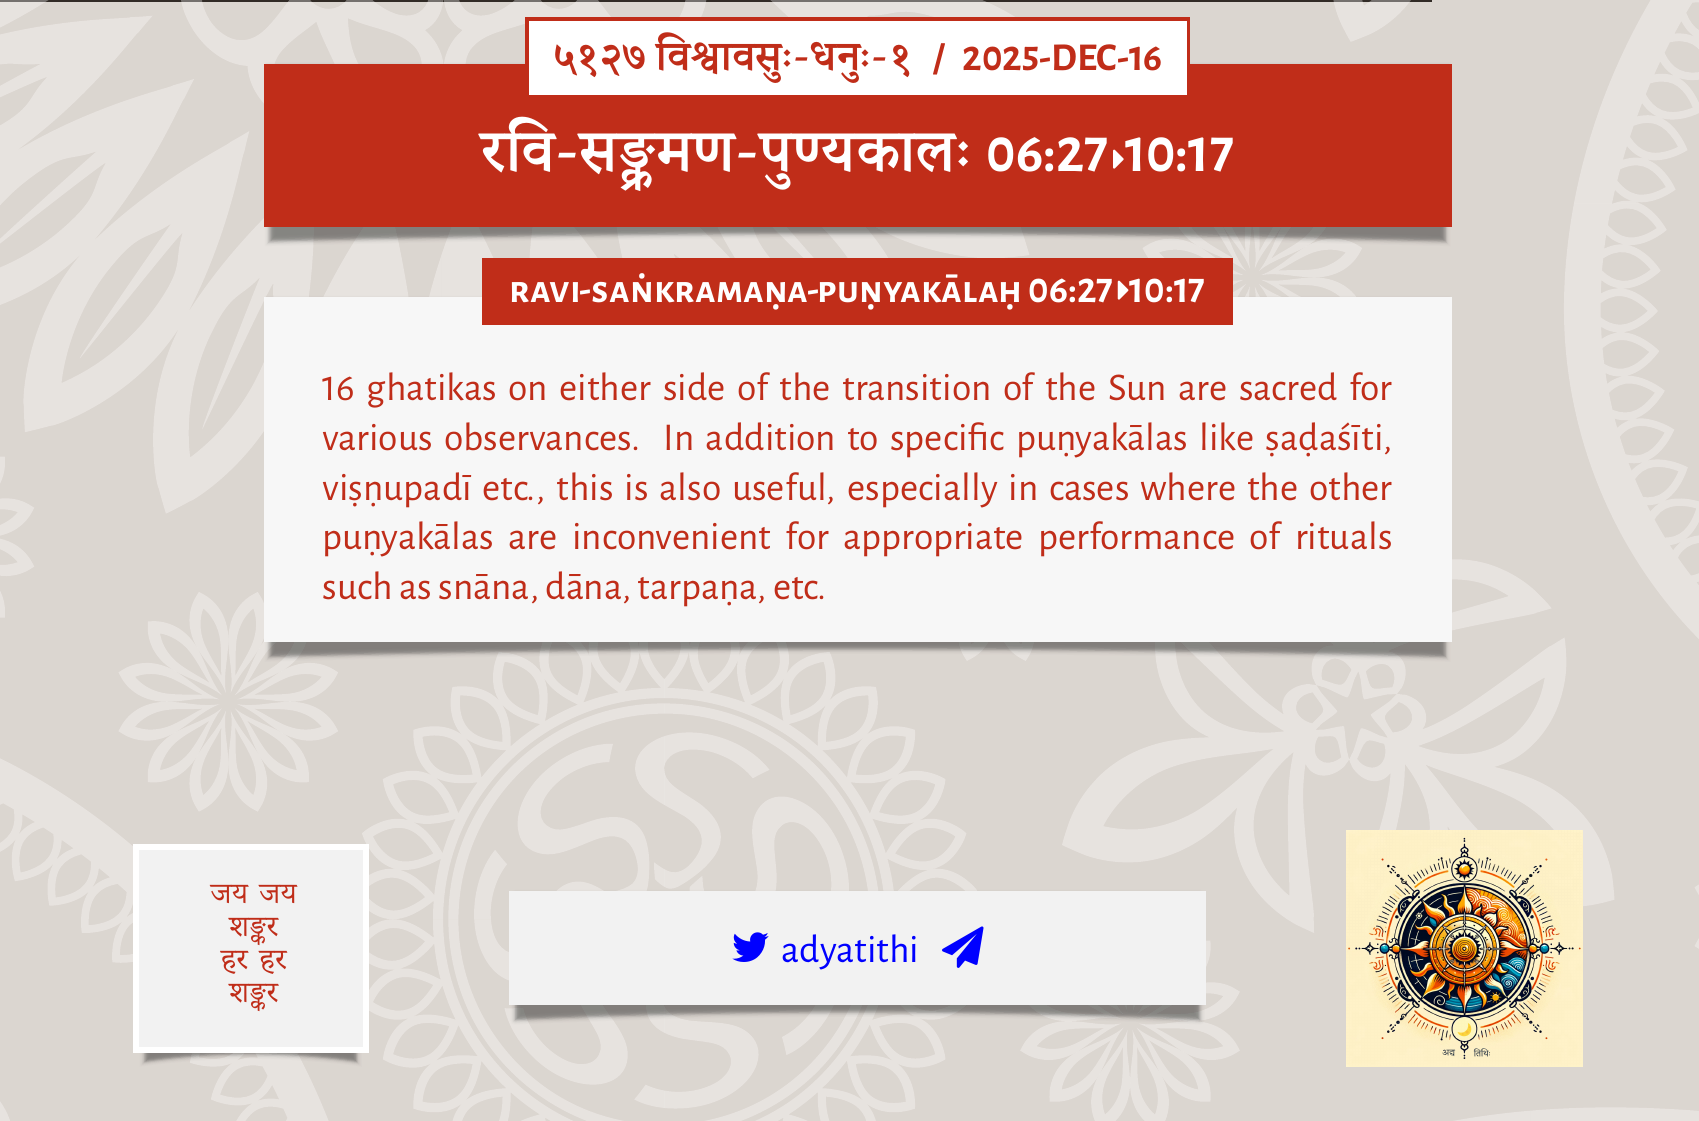 ५१२७ विश्वावसुः-धनुः-१ / 2025-DEC-16
रवि-सङ्क्रमण-पुण्यकालः 06:27▸10:17
RAVI-SAṄKRAMAṆA-PUṆYAKĀLAḤ 06:27▸10:17
16 ghatikas on either side of the transition of the Sun are sacred for
various observances. In addition to specific puṇyakālas like ṣaḍaśīti,
viṣṇupadī etc., this is also useful, especially in cases where the other
puṇyakālas are inconvenient for appropriate performance of rituals
such as snāna, dāna, tarpaṇa, etc.
जय जय
शङ्कर
हर हर
शङ्कर
adyatithi
अद्य तिथिः